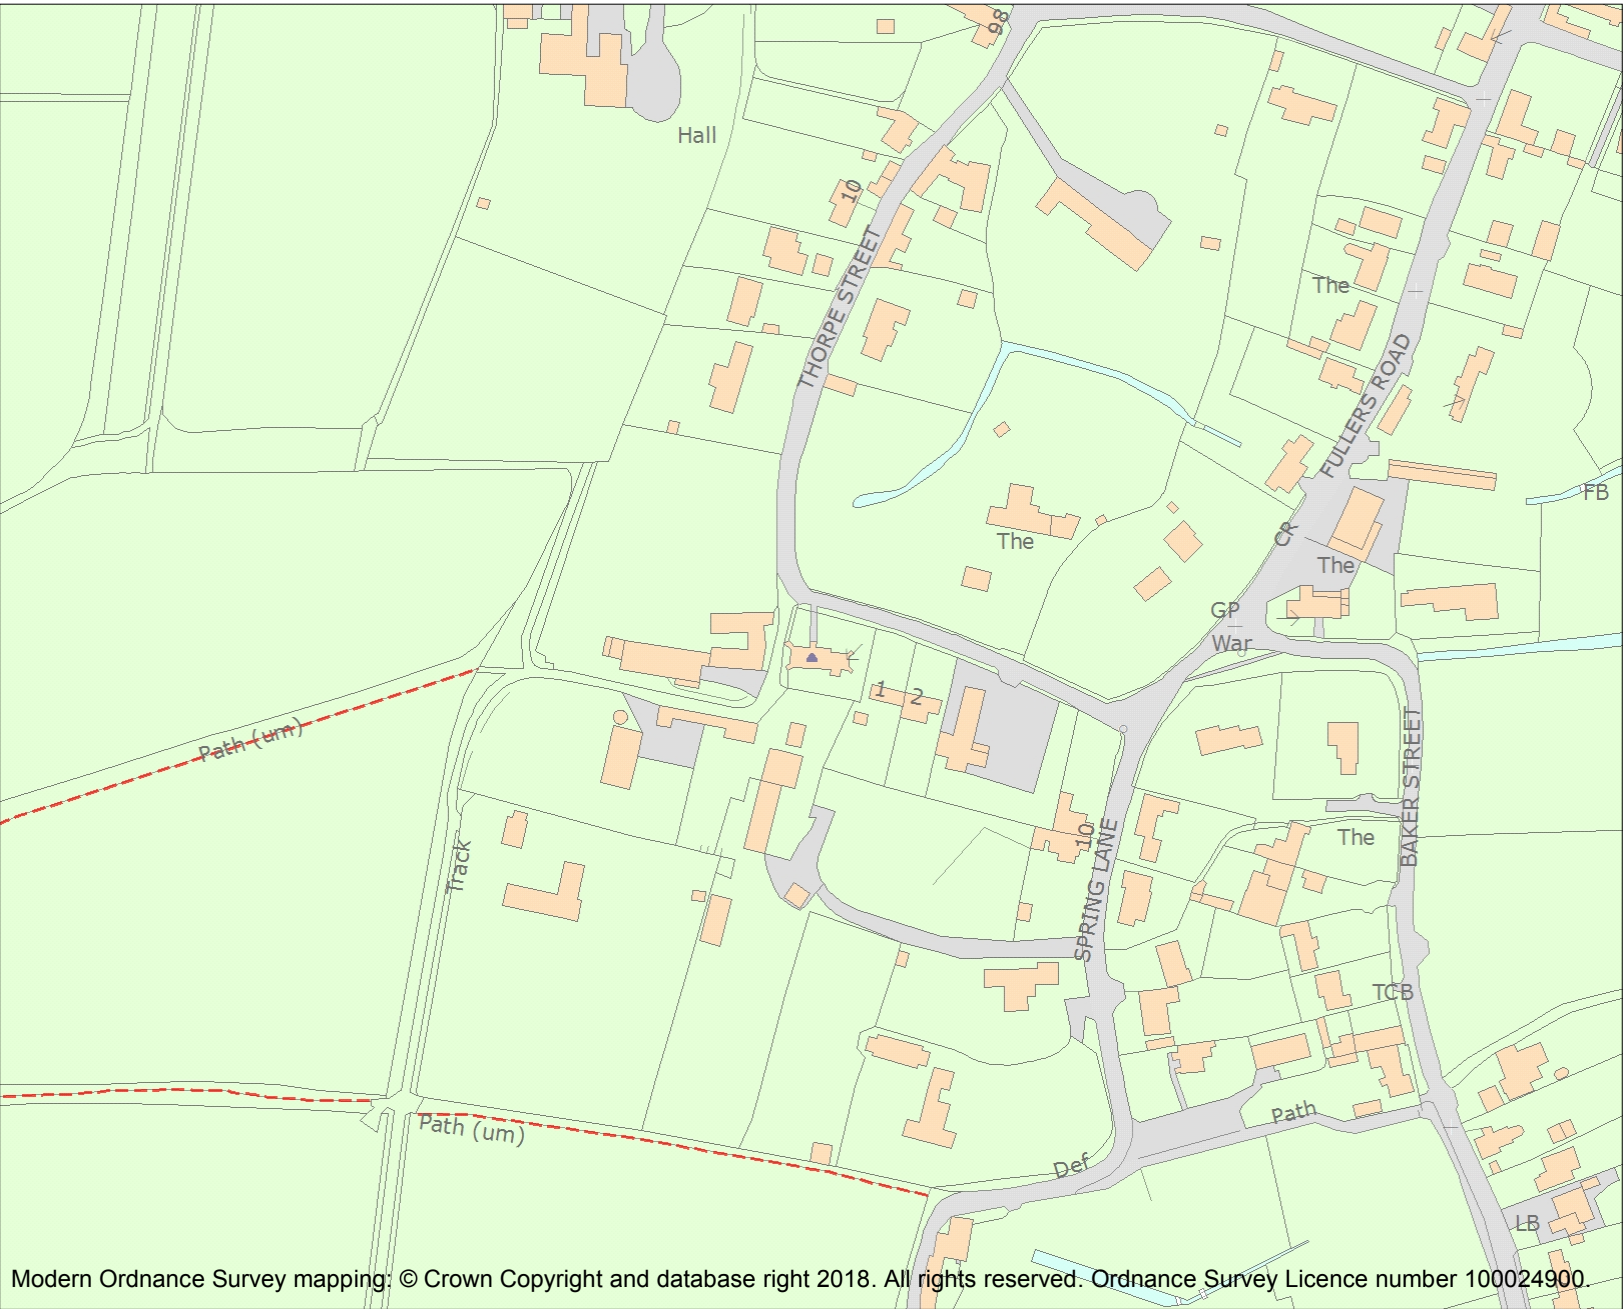 98
Hall
10
THORPE STREET
The
FULLERS ROAD
FB
The
CR
The
GP
War
1
2
Path (um)
BAKER STREET
10
The
Track
SPRING LANE
TCB
Path (um)
Path
Def
LB
Modern Ordnance Survey mapping: © Crown Copyright and database right 2018. All rights reserved. Ordnance Survey Licence number 100024900.